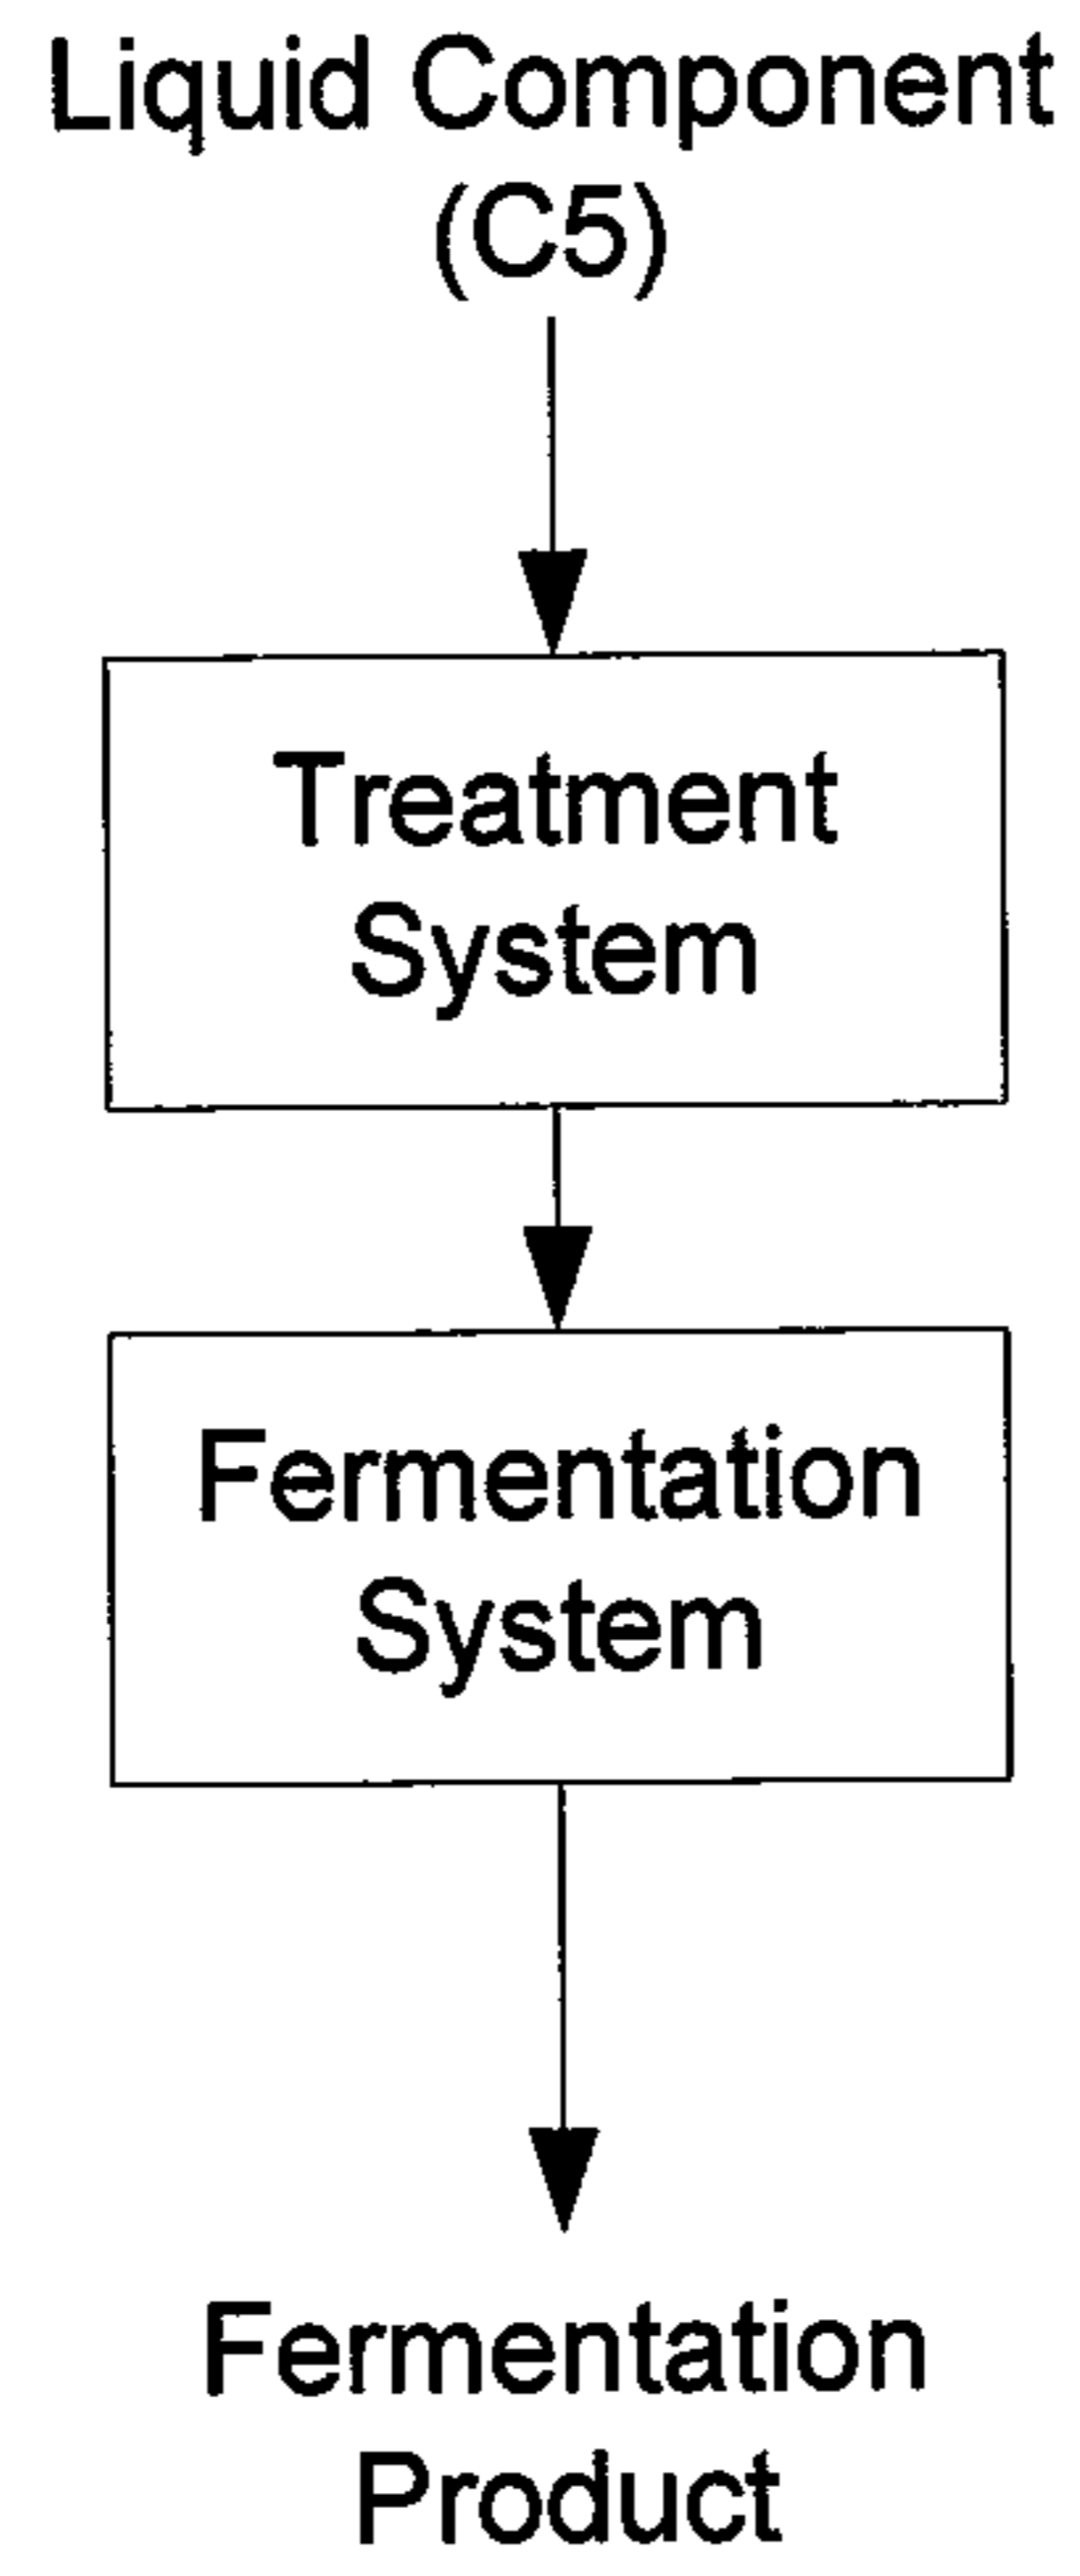 Liquid Component
(C5)
Treatment
System
Fermentation
System
Fermentation
Product